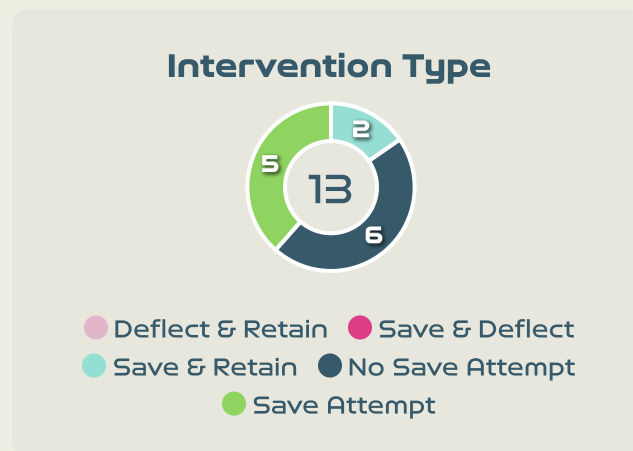 Intervention Type
2
5
13
6
Deflect & Retain Save & Deflect
Save & Retain No Save Attempt
Save Attempt